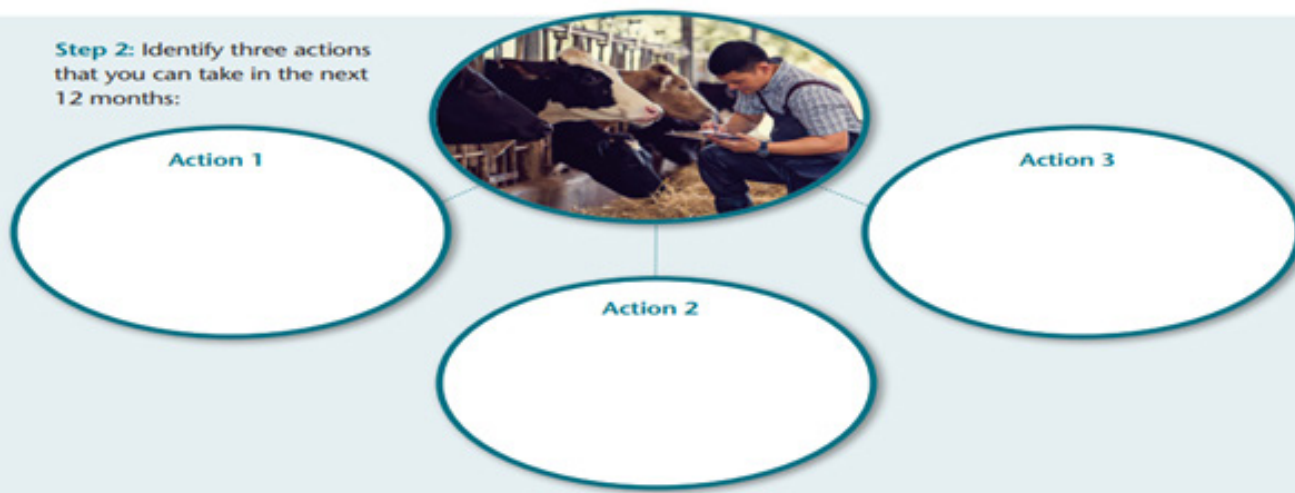 Step 2: Identify three actions
that you can take in the next
12 months:
Action 1
Action 2
Action 3